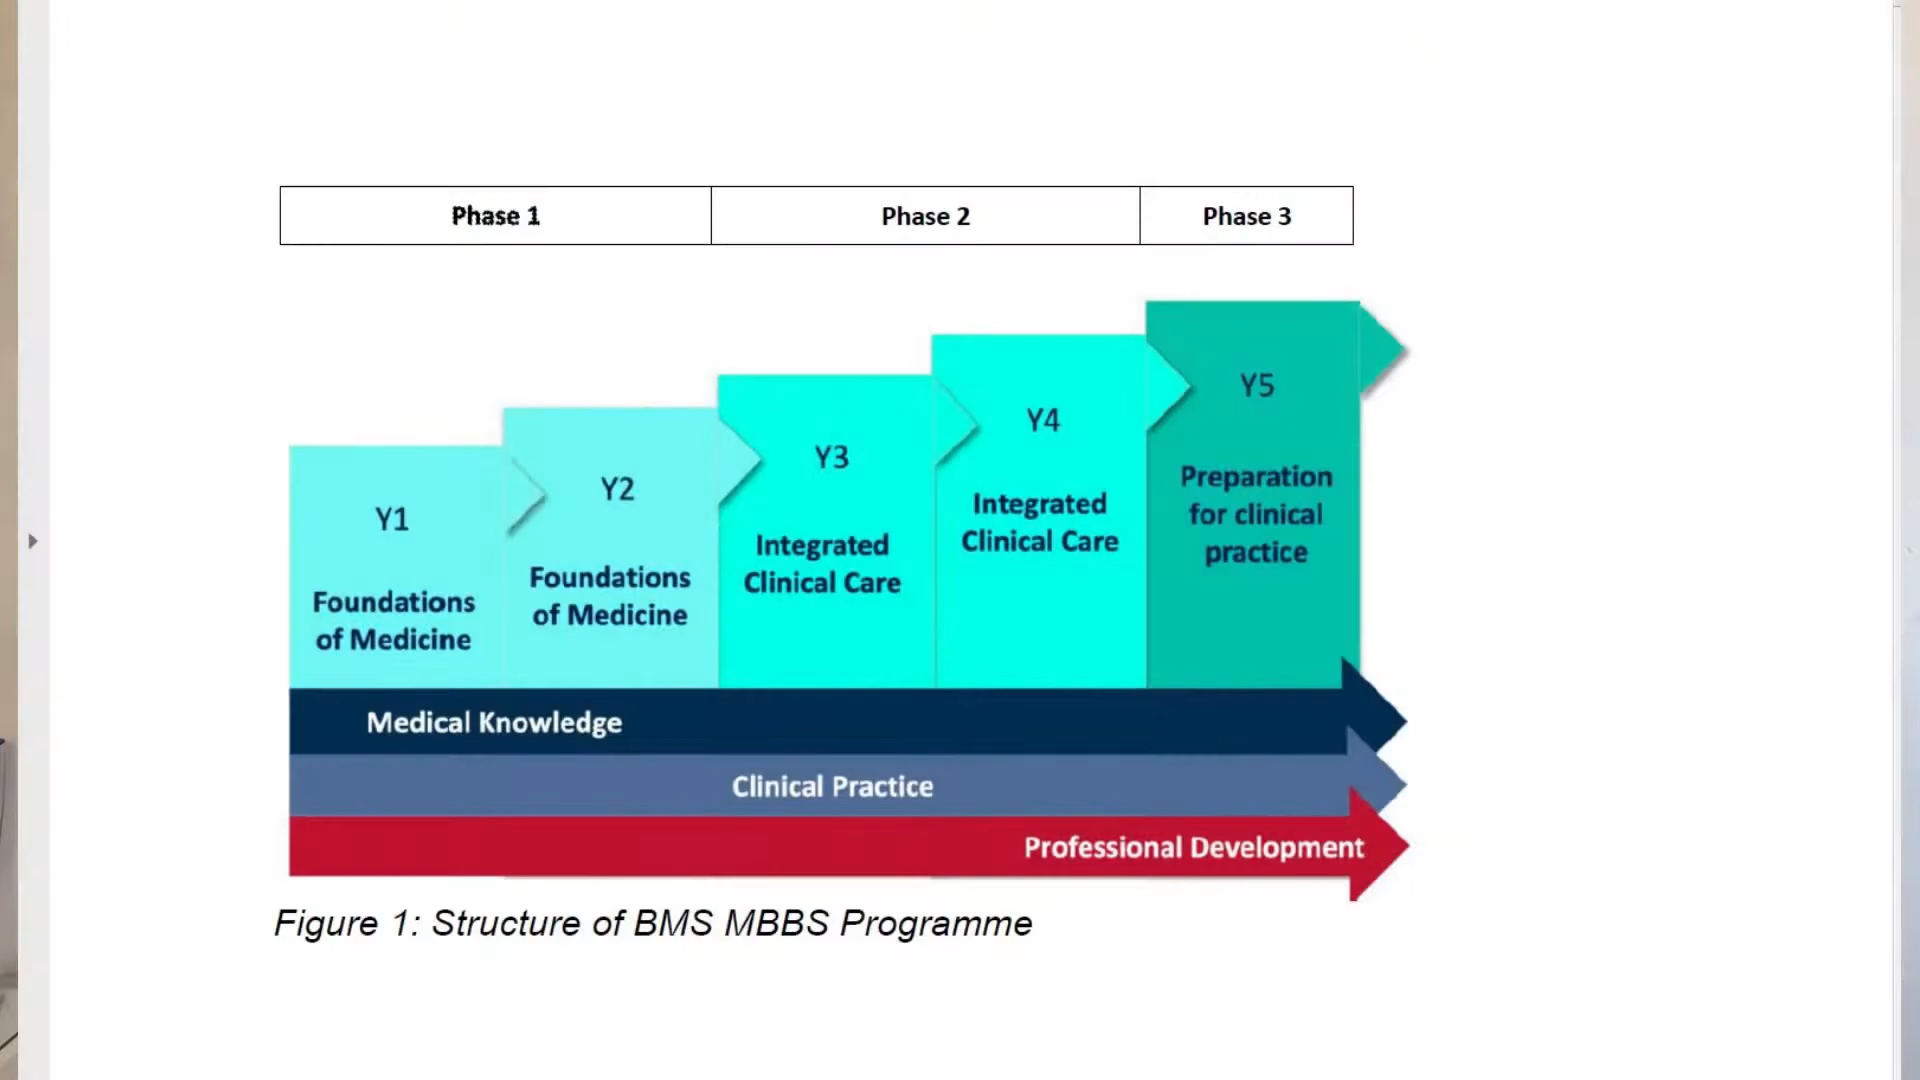 Phase 1
Phase 2
Phase 3
Y1
Foundations
of Medicine
Y2
Foundations
of Medicine
Y3
Integrated
Clinical Care
Y4
Integrated
Clinical Care
Y5
Preparation
for clinical
practice
Medical Knowledge
Clinical Practice
Professional Development
Figure 1: Structure of BMS MBBS Programme